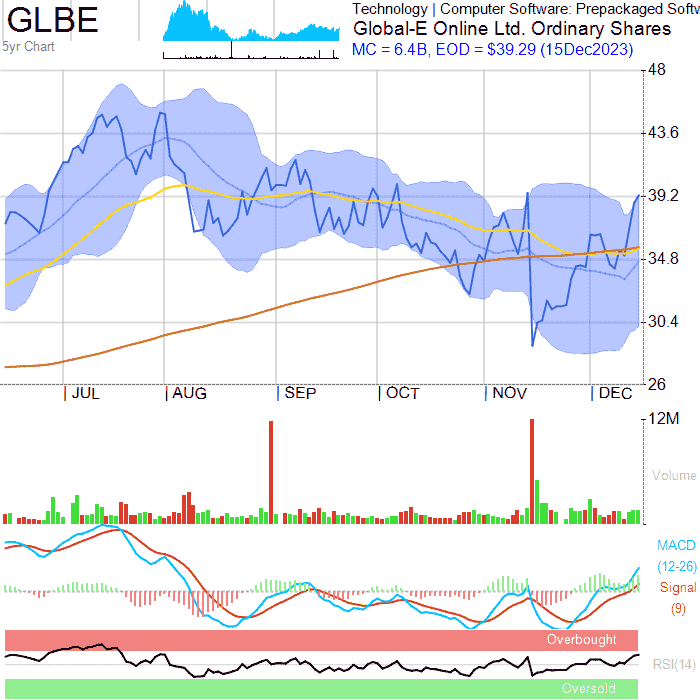 GLBE
5yr Chart
Technology | Computer Software: Prepackaged Softw
Global-E Online Ltd. Ordinary Shares
MC = 6.4B, EOD = $39.29 (15Dec2023)
48
43.6
39.2
34.8
30.4
26
JUL AUG SEP OCT NOV DEC
12M
Volume
MACD
(12-26)
Signal
(9)
Overbought
RSI(14)
Oversold